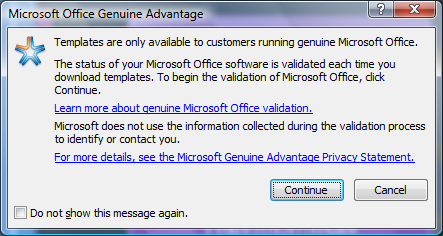 Microsoft Office Genuine Advantage
Templates are only available to customers running genuine Microsoft Office.
The status of your Microsoft Office software is validated each time you
download templates. To begin the validation of Microsoft Office, click
Continue.
Learn more about genuine Microsoft Office validation.
Microsoft does not use the information collected during the validation process
to identify or contact you.
For more details, see the Microsoft Genuine Advantage Privacy Statement.
Continue Cancel
Do not show this message again.